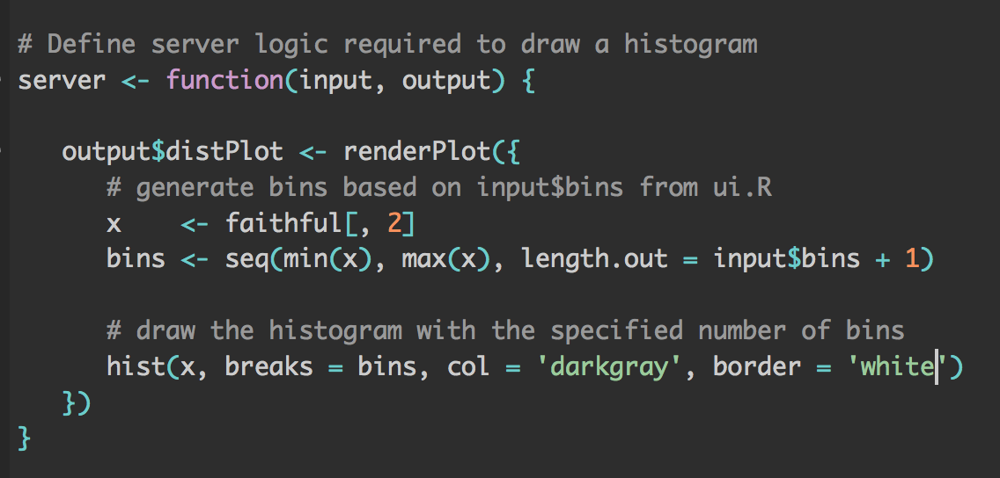 # Define server logic required to draw a histogram
server <- function(input, output) {
output$distPlot <- renderPlot({
# generate bins based on input$bins from ui.R
x    <- faithful[, 2]
bins <- seq(min(x), max(x), length.out = input$bins + 1)
# draw the histogram with the specified number of bins
hist(x, breaks = bins, col = 'darkgray', border = 'white')
})
}